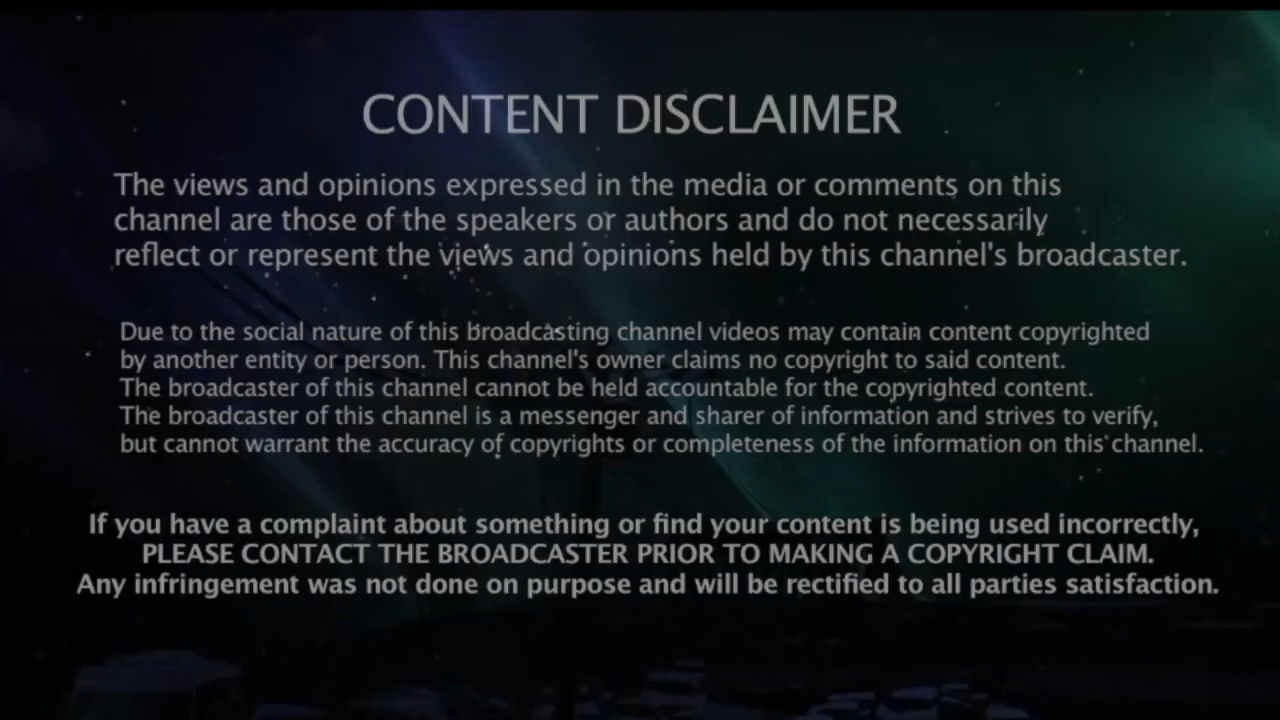 CONTENT DISCLAIMER
The views and opinions expressed in the media or comments on this
channel are those of the speakers or authors and do not necessarily
reflect or represent the views and opinions held by this channel's broadcaster.
Due to the social nature of this broadcasting channel videos may contain content copyrighted
by another entity or person. This channel's owner claims no copyright to said content.
The broadcaster of this channel cannot be held accountable for the copyrighted content.
The broadcaster of this channel is a messenger and sharer of information and strives to verify,
but cannot warrant the accuracy of copyrights or completeness of the information on this channel.
If you have a complaint about something or find your content is being used incorrectly,
PLEASE CONTACT THE BROADCASTER PRIOR TO MAKING A COPYRIGHT CLAIM.
Any infringement was not done on purpose and will be rectified to all parties satisfaction.